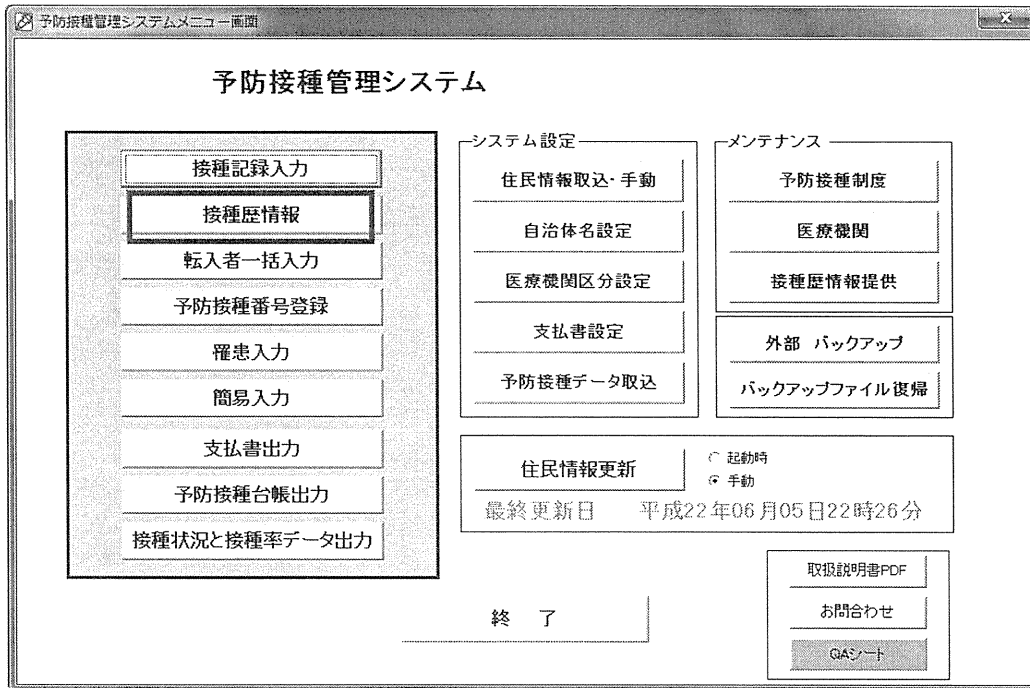 予防接種管理システムメニュー画面
予防接種管理システム
接種記録入力
接種歴情報
転入者一括入力
予防接種番号登録
罹患入力
簡易入力
支払書出力
予防接種台帳出力
接種状況と接種率データ出力
システム設定
住民情報取込・手動
自治体名設定
医療機関区分設定
支払書設定
予防接種データ取込
メンテナンス
予防接種制度
医療機関
接種歴情報提供
外部 バックアップ
バックアップファイル復帰
住民情報更新
起動時
手動
最終更新日 平成22年06月05日22時26分
取扱説明書PDF
お問合わせ
QAシート
終 了